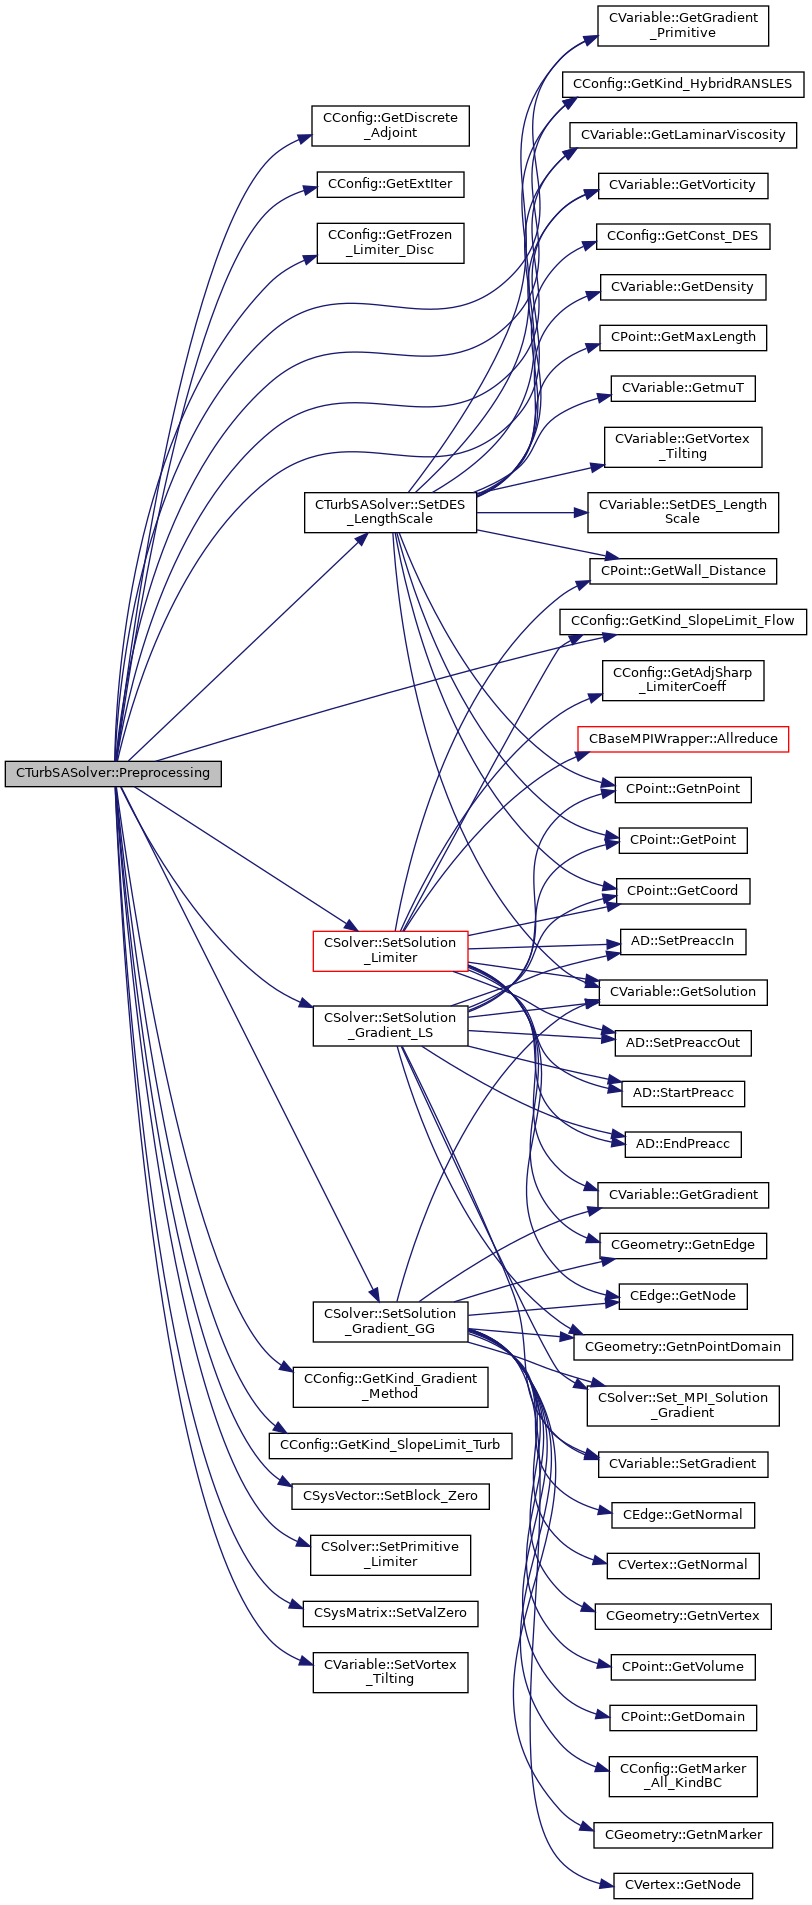 CVariable::GetGradient
_Primitive
CConfig::GetKind_HybridRANSLES
CConfig::GetDiscrete
_Adjoint
CVariable::GetLaminarViscosity
CConfig::GetExtIter
CVariable::GetVorticity
CConfig::GetFrozen
_Limiter_Disc
CConfig::GetConst_DES
CVariable::GetDensity
CPoint::GetMaxLength
CVariable::GetmuT
CVariable::GetVortex
_Tilting
CTurbSASolver::SetDES
_LengthScale
CVariable::SetDES_Length
Scale
CPoint::GetWall_Distance
CConfig::GetKind_SlopeLimit_Flow
CConfig::GetAdjSharp
_LimiterCoeff
CBaseMPIWrapper::Allreduce
CTurbSASolver::Preprocessing
CPoint::GetnPoint
CPoint::GetPoint
CPoint::GetCoord
CSolver::SetSolution
_Limiter
AD::SetPreaccIn
CVariable::GetSolution
CSolver::SetSolution
_Gradient_LS
AD::SetPreaccOut
AD::StartPreacc
AD::EndPreacc
CVariable::GetGradient
CGeometry::GetnEdge
CEdge::GetNode
CSolver::SetSolution
_Gradient_GG
CGeometry::GetnPointDomain
CConfig::GetKind_Gradient
_Method
CSolver::Set_MPI_Solution
_Gradient
CConfig::GetKind_SlopeLimit_Turb
CVariable::SetGradient
CSysVector::SetBlock_Zero
CEdge::GetNormal
CSolver::SetPrimitive
_Limiter
CVertex::GetNormal
CSysMatrix::SetValZero
CGeometry::GetnVertex
CVariable::SetVortex
_Tilting
CPoint::GetVolume
CPoint::GetDomain
CConfig::GetMarker
_All_KindBC
CGeometry::GetnMarker
CVertex::GetNode